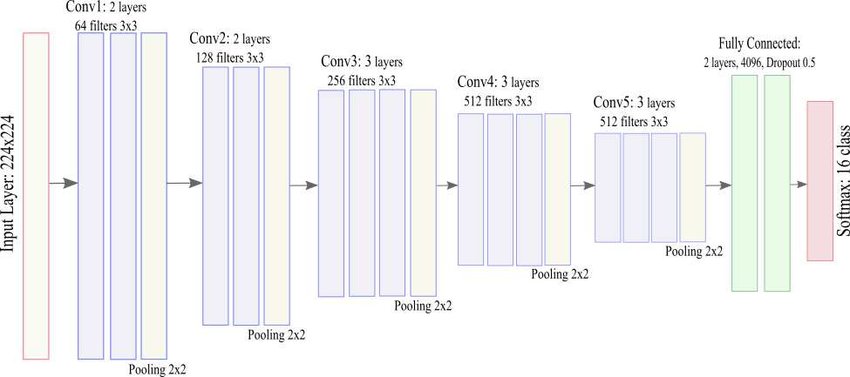 Input Layer: 224x224
Conv1: 2 layers
64 filters 3x3
Pooling 2x2
Conv2: 2 layers
128 filters 3x3
Pooling 2x2
Conv3: 3 layers
256 filters 3x3
Pooling 2x2
Conv4: 3 layers
512 filters 3x3
Pooling 2x2
Conv5: 3 layers
512 filters 3x3
Pooling 2x2
Fully Connected:
2 layers, 4096, Dropout 0.5
Softmax: 16 class